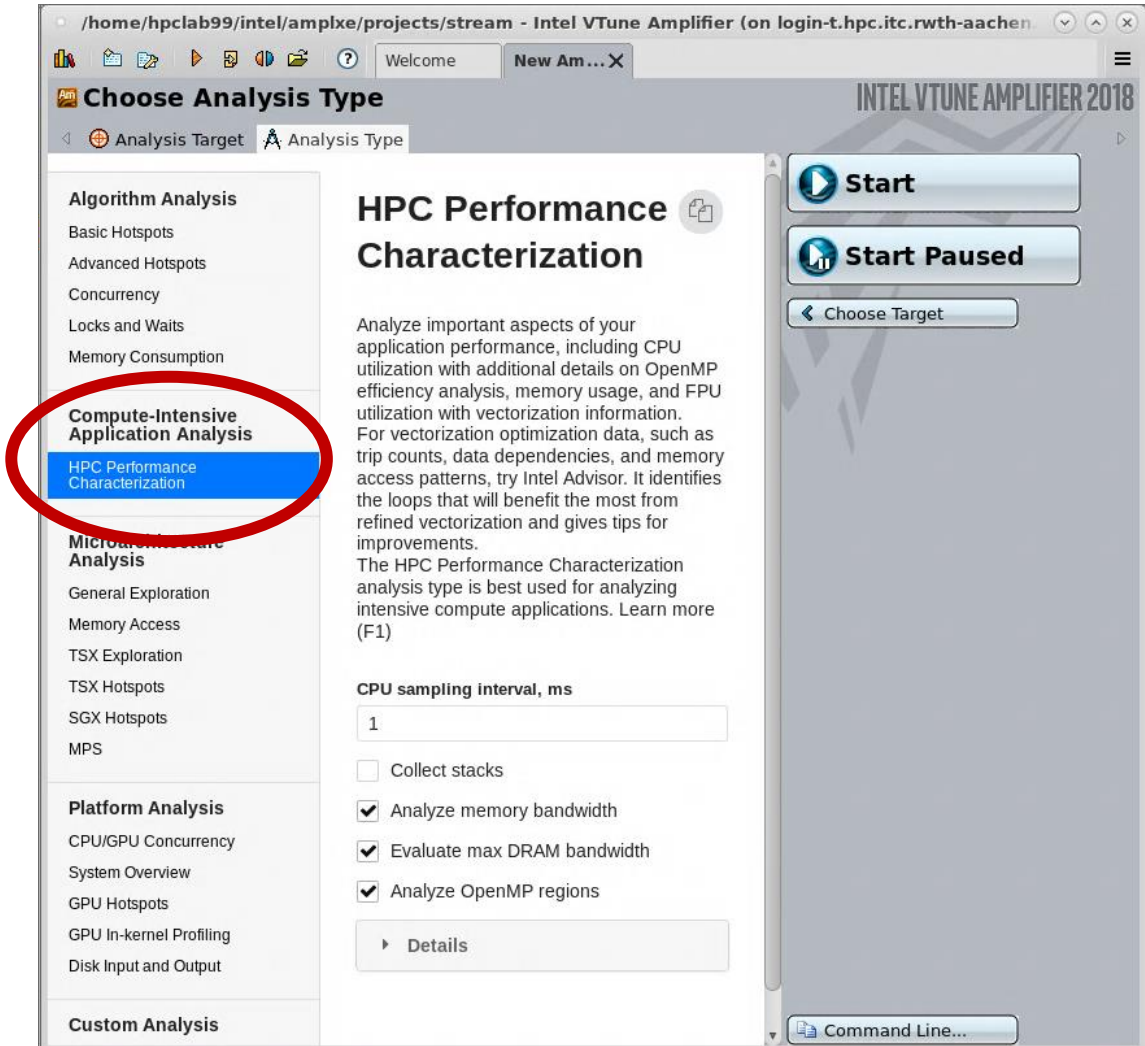 /home/hpclab99/intel/amplxe/projects/stream - Intel VTune Amplifier (on login-t.hpc.itc.rwth-aachen.
Welcome
New Am...X
Choose Analysis Type
INTEL VTUNE AMPLIFIER 2018
Analysis Target
Analysis Type
Algorithm Analysis
Basic Hotspots
Advanced Hotspots
Concurrency
Locks and Waits
Memory Consumption
Compute-Intensive
Application Analysis
HPC Performance
Characterization
Microarchitecture
Analysis
General Exploration
Memory Access
TSX Exploration
TSX Hotspots
SGX Hotspots
MPS
Platform Analysis
CPU/GPU Concurrency
System Overview
GPU Hotspots
GPU In-kernel Profiling
Disk Input and Output
Custom Analysis
HPC Performance
Characterization
Analyze important aspects of your
application performance, including CPU
utilization with additional details on OpenMP
efficiency analysis, memory usage, and FPU
utilization with vectorization information.
For vectorization optimization data, such as
trip counts, data dependencies, and memory
access patterns, try Intel Advisor. It identifies
the loops that will benefit the most from
refined vectorization and gives tips for
improvements.
The HPC Performance Characterization
analysis type is best used for analyzing
intensive compute applications. Learn more
(F1)
CPU sampling interval, ms
1
Collect stacks
Analyze memory bandwidth
Evaluate max DRAM bandwidth
Analyze OpenMP regions
Details
Start
Start Paused
Choose Target
Command Line...